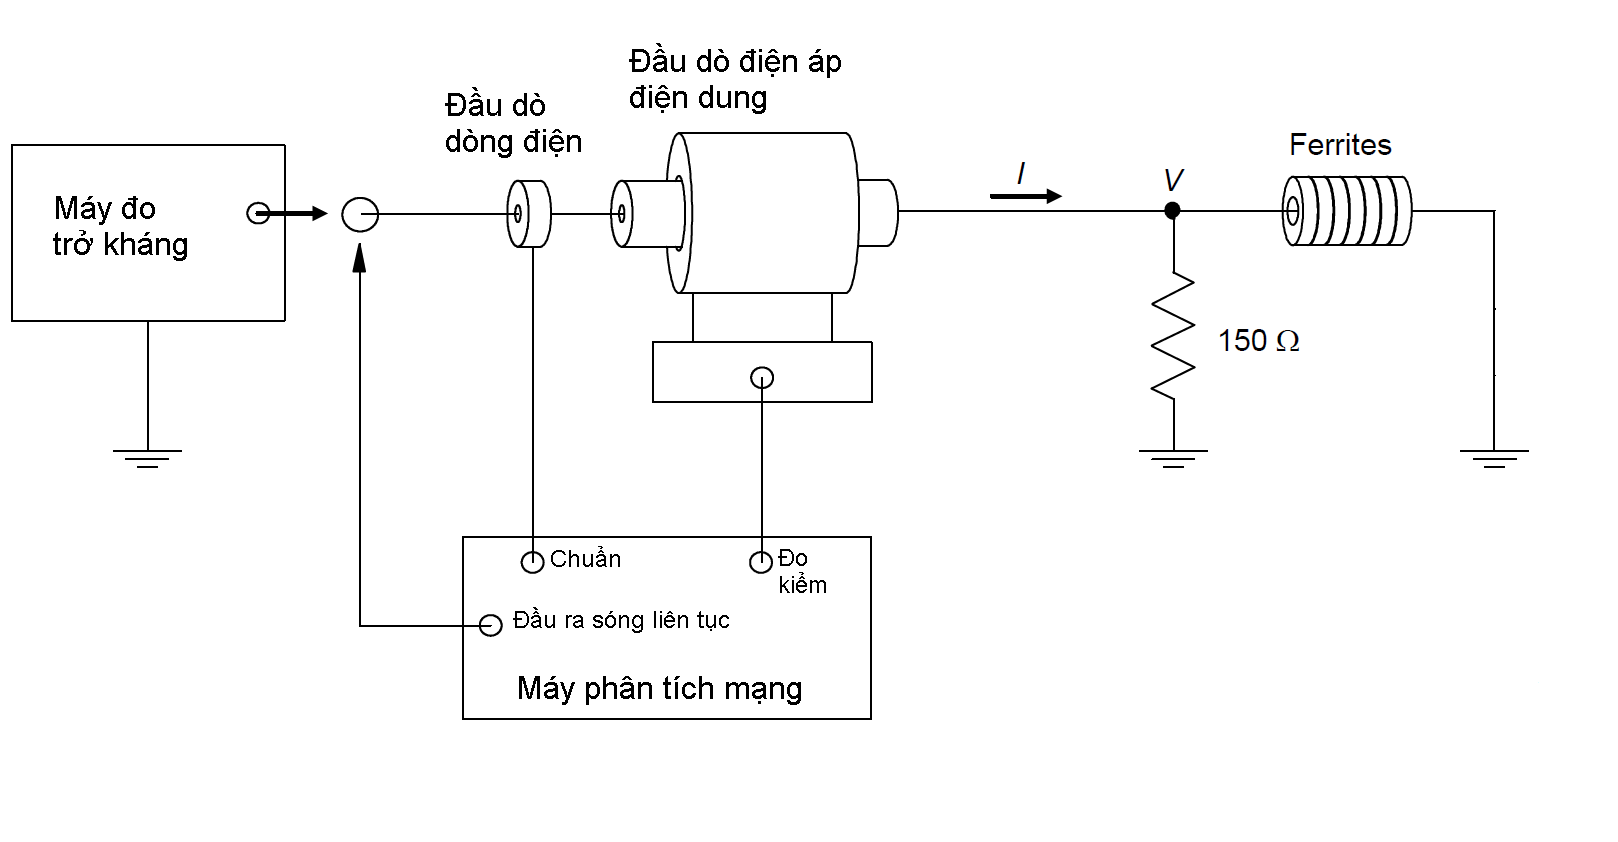 Đầu dò điện áp
điện dung
Đầu dò
dòng điện
Máy đo
trở kháng
I
V
Ferrites
150 Ω
Chuẩn
Đo
kiểm
Đầu ra sóng liên tục
Máy phân tích mạng